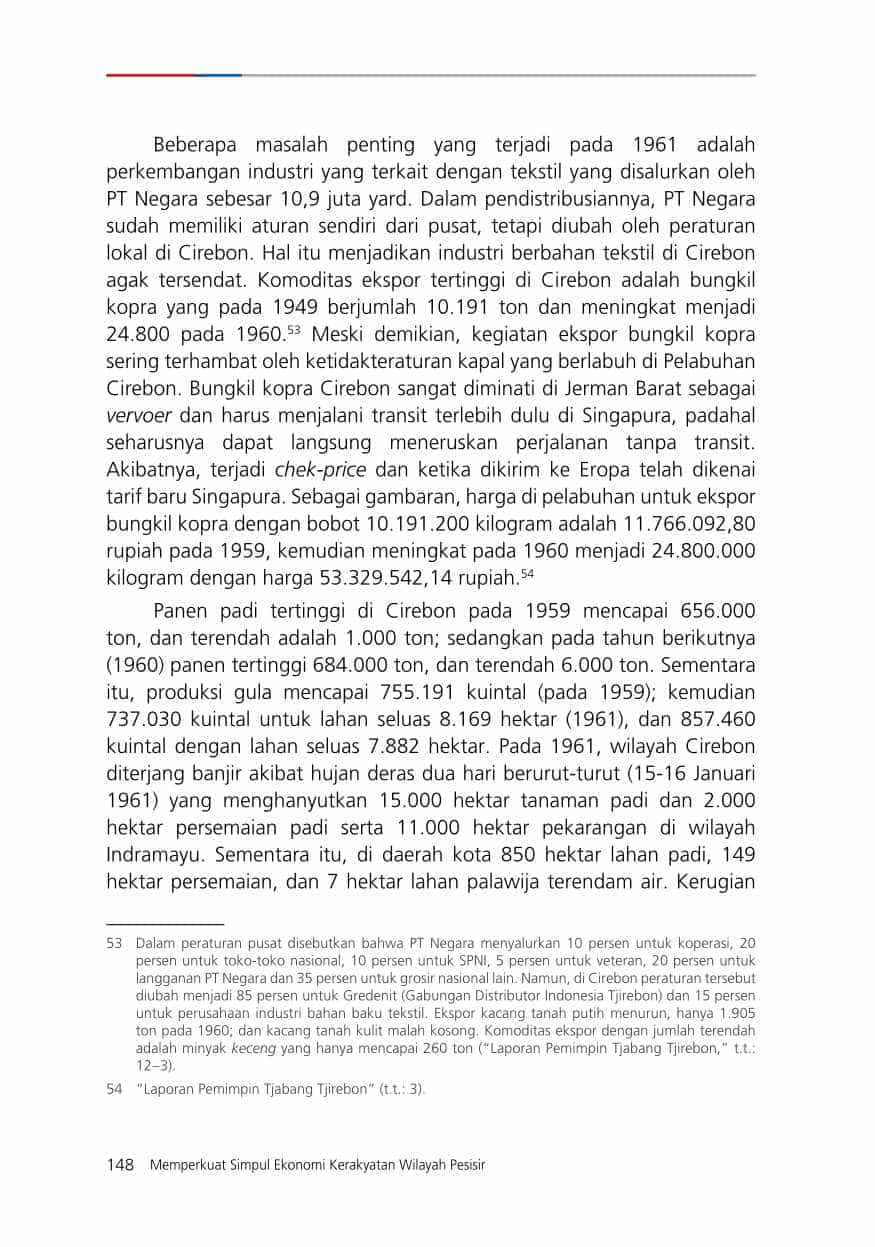 Beberapa masalah penting yang terjadi pada 1961 adalah
perkembangan industri yang terkait dengan tekstil yang disalurkan oleh
PT Negara sebesar 10,9 juta yard. Dalam pendistribusiannya, PT Negara
sudah memiliki aturan sendiri dari pusat, tetapi diubah oleh peraturan
lokal di Cirebon. Hal itu menjadikan industri berbahan tekstil di Cirebon
agak tersendat. Komoditas ekspor tertinggi di Cirebon adalah bungkil
kopra yang pada 1949 berjumlah 10.191 ton dan meningkat menjadi
24.800 pada 1960.53 Meski demikian, kegiatan ekspor bungkil kopra
sering terhambat oleh ketidakteraturan kapal yang berlabuh di Pelabuhan
Cirebon. Bungkil kopra Cirebon sangat diminati di Jerman Barat sebagai
vervoer dan harus menjalani transit terlebih dulu di Singapura, padahal
seharusnya dapat langsung meneruskan perjalanan tanpa transit.
Akibatnya, terjadi chek-price dan ketika dikirim ke Eropa telah dikenai
tarif baru Singapura. Sebagai gambaran, harga di pelabuhan untuk ekspor
bungkil kopra dengan bobot 10.191.200 kilogram adalah 11.766.092,80
rupiah pada 1959, kemudian meningkat pada 1960 menjadi 24.800.000
kilogram dengan harga 53.329.542,14 rupiah.54
Panen padi tertinggi di Cirebon pada 1959 mencapai 656.000
ton, dan terendah adalah 1.000 ton; sedangkan pada tahun berikutnya
(1960) panen tertinggi 684.000 ton, dan terendah 6.000 ton. Sementara
itu, produksi gula mencapai 755.191 kuintal (pada 1959); kemudian
737.030 kuintal untuk lahan seluas 8.169 hektar (1961), dan 857.460
kuintal dengan lahan seluas 7.882 hektar. Pada 1961, wilayah Cirebon
diterjang banjir akibat hujan deras dua hari berurut-turut (15-16 Januari
1961) yang menghanyutkan 15.000 hektar tanaman padi dan 2.000
hektar persemaian padi serta 11.000 hektar pekarangan di wilayah
Indramayu. Sementara itu, di daerah kota 850 hektar lahan padi, 149
hektar persemaian, dan 7 hektar lahan palawija terendam air. Kerugian
53 Dalam peraturan pusat disebutkan bahwa PT Negara menyalurkan 10 persen untuk koperasi, 20
persen untuk toko-toko nasional, 10 persen untuk SPNI, 5 persen untuk veteran, 20 persen untuk
langganan PT Negara dan 35 persen untuk grosir nasional lain. Namun, di Cirebon peraturan tersebut
diubah menjadi 85 persen untuk Gredenit (Gabungan Distributor Indonesia Tjirebon) dan 15 persen
untuk perusahaan industri bahan baku tekstil. Ekspor kacang tanah putih menurun, hanya 1.905
ton pada 1960; dan kacang tanah kulit malah kosong. Komoditas ekspor dengan jumlah terendah
adalah minyak keceng yang hanya mencapai 260 ton (“Laporan Pemimpin Tjabang Tjirebon,” t.t.:
12–3).
54 “Laporan Pemimpin Tjabang Tjirebon” (t.t.: 3).
148 Memperkuat Simpul Ekonomi Kerakyatan Wilayah Pesisir